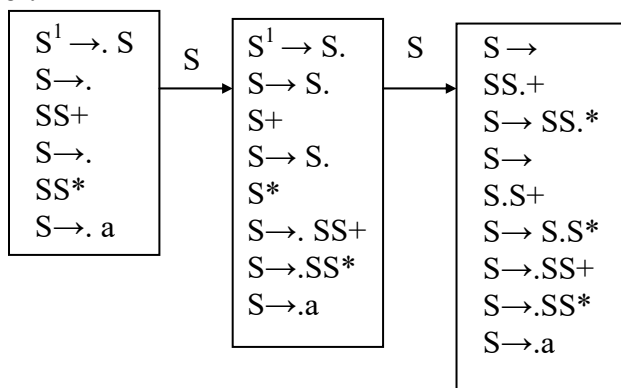 S¹ →. S
S→.
SS+
S→.
SS*
S→. a
S
S¹ → S.
S→ S.
S+
S→ S.
S*
S→. SS+
S→.SS*
S→.a
S
S →
SS.+
S→ SS.*
S→
S.S+
S→ S.S*
S→.SS+
S→.SS*
S→.a